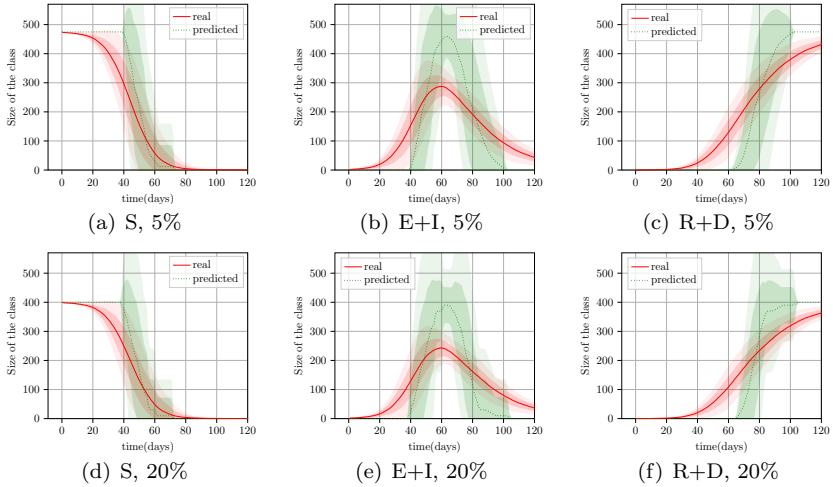 real
predicted
Size of the class
500
400
300
200
100
0
0 20 40 60 80 100 120
time(days)
(a) S, 5%
real
predicted
Size of the class
500
400
300
200
100
0
0 20 40 60 80 100 120
time(days)
(b) E+I, 5%
real
predicted
Size of the class
500
400
300
200
100
0
0 20 40 60 80 100 120
time(days)
(c) R+D, 5%
real
predicted
Size of the class
500
400
300
200
100
0
0 20 40 60 80 100 120
time(days)
(d) S, 20%
real
predicted
Size of the class
500
400
300
200
100
0
0 20 40 60 80 100 120
time(days)
(e) E+I, 20%
real
predicted
Size of the class
500
400
300
200
100
0
0 20 40 60 80 100 120
time(days)
(f) R+D, 20%